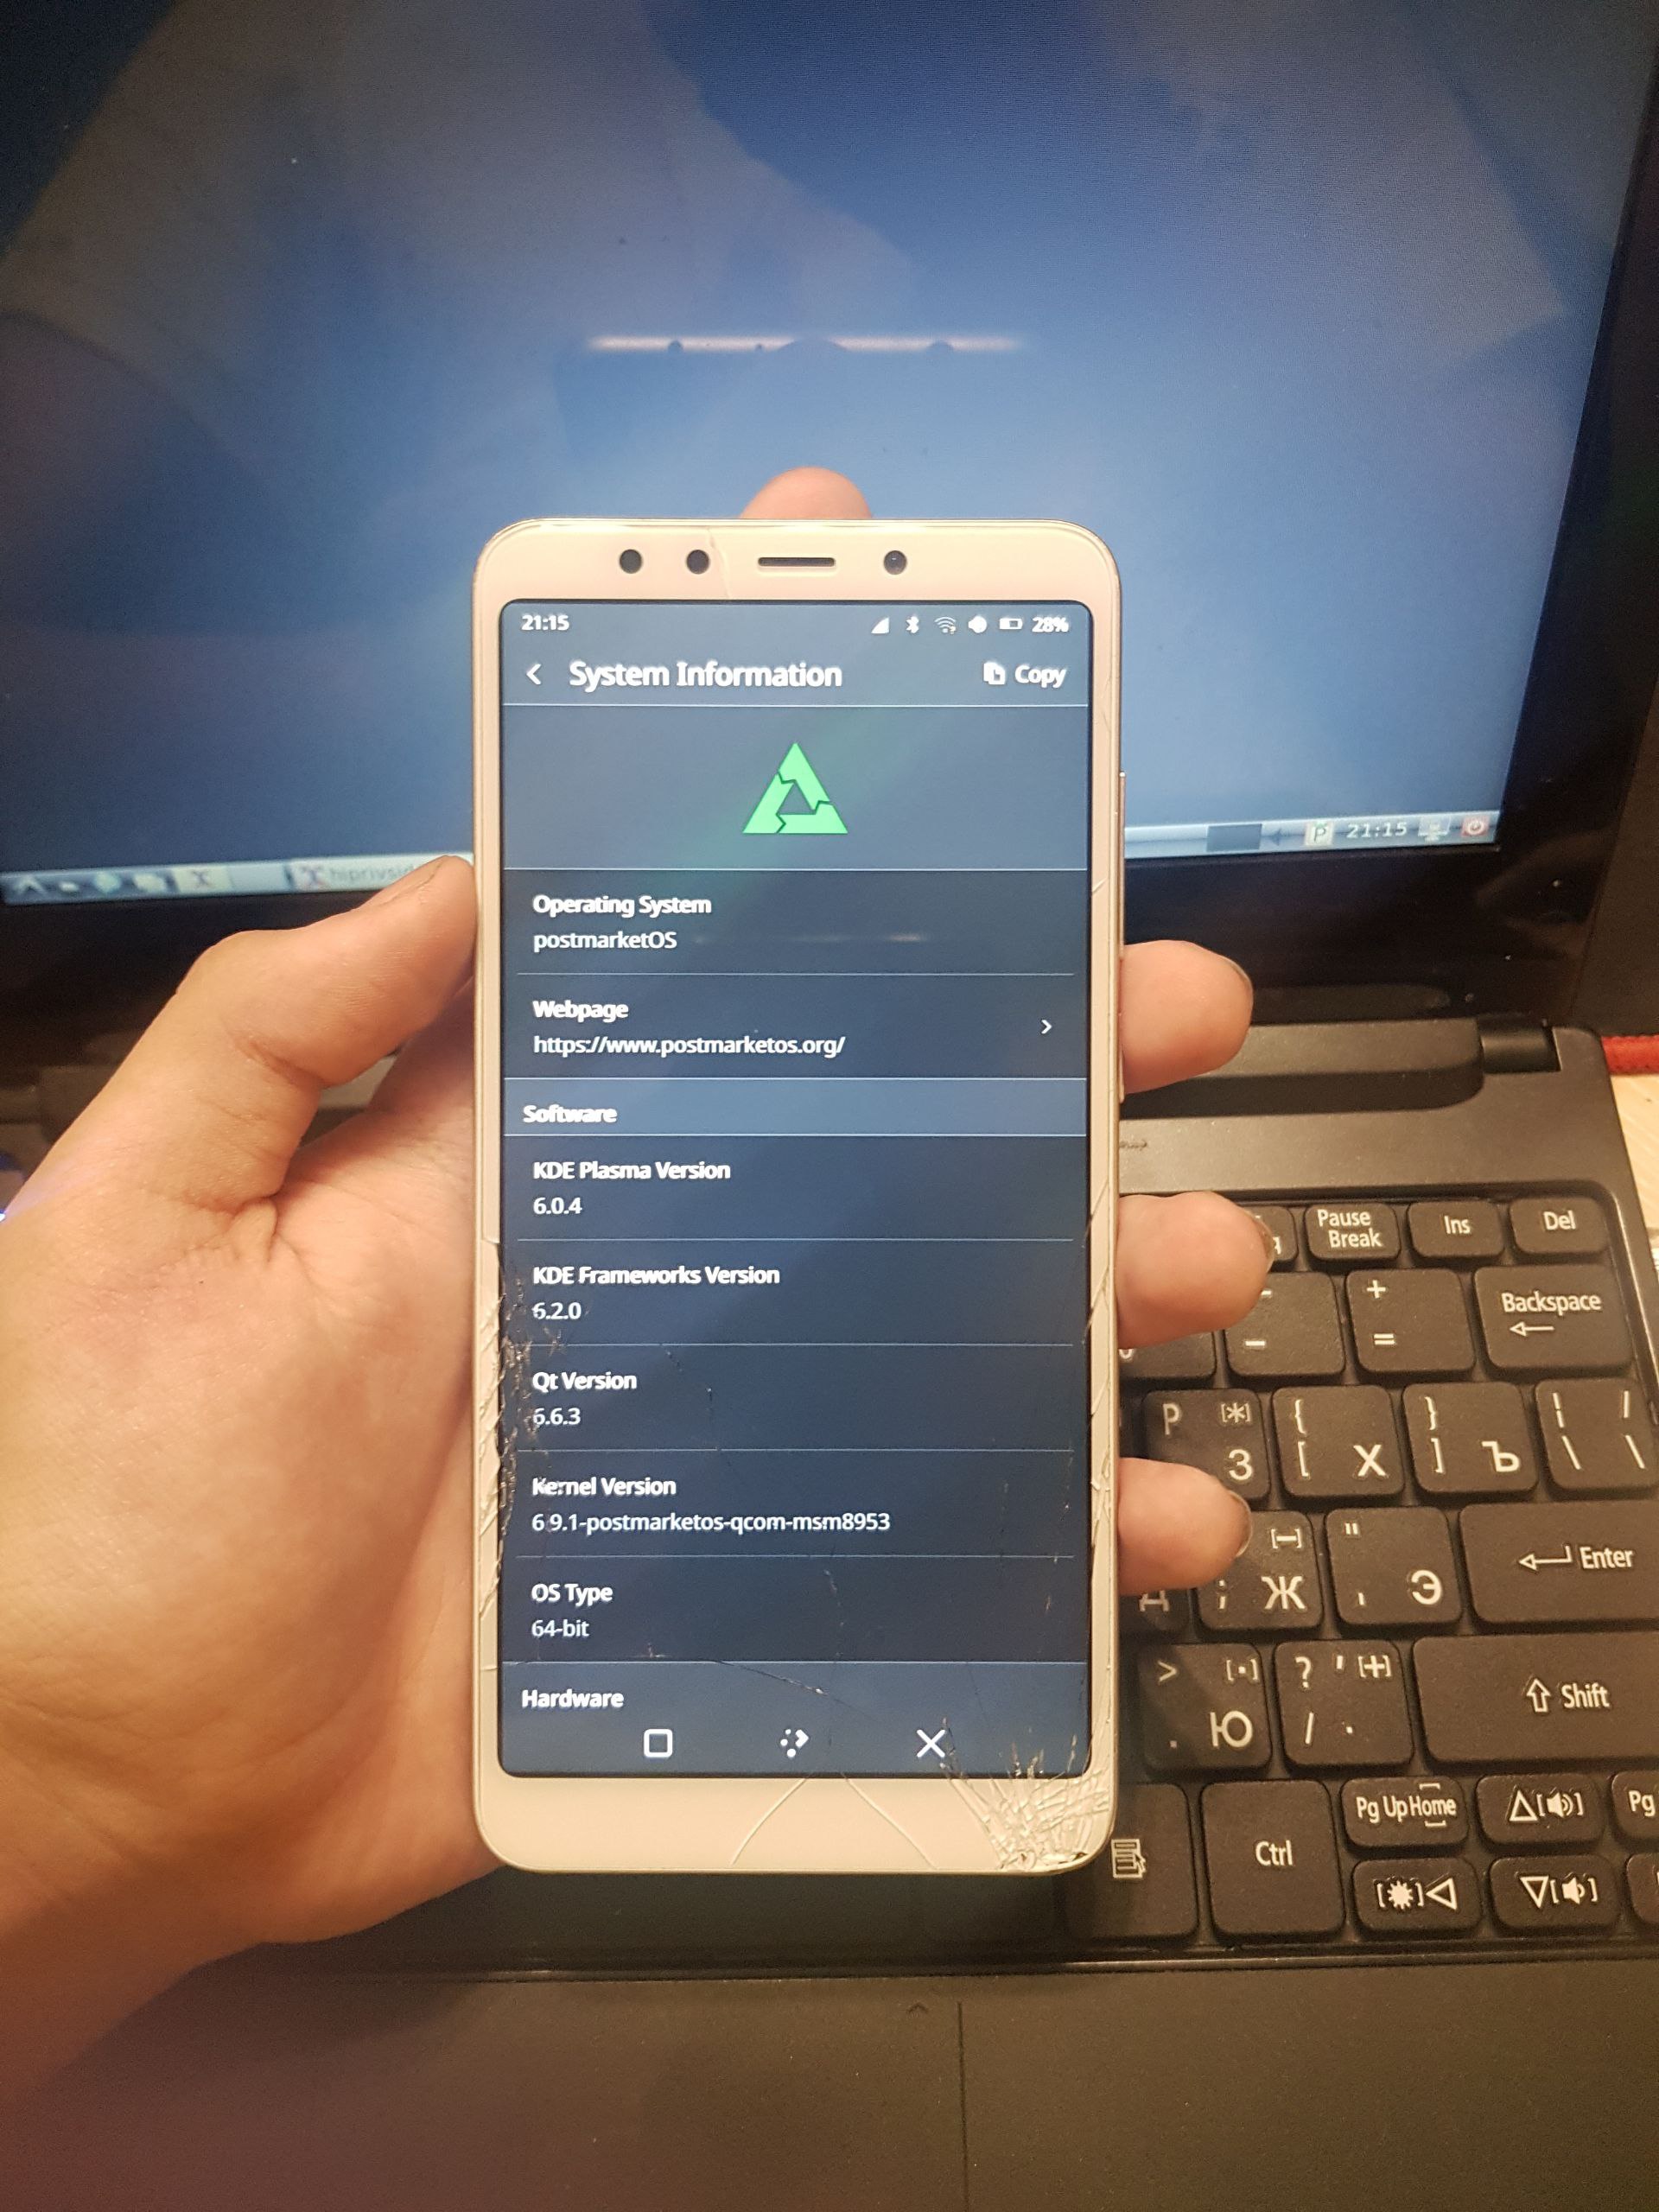 21:15
28%
System Information
Copy
Operating System
postmarketOS
Webpage
https://www.postmarketos.org/
Software
KDE Plasma Version
6.0.4
KDE Frameworks Version
6.2.0
Qt Version
6.6.3
Kernel Version
6.9.1-postmarketos-qcom-msm8953
OS Type
64-bit
Hardware
21:15
Pause
Break
Ins
Del
+
-
=
Backspace
P [*]
З
{
[ Х
}
] Ъ
| /
\ \
[—]
; Ж
"
' Э
Enter
> [•]
. Ю
? ' [+]
/ .
Shift
Ctrl
Pg Up Home
Pg